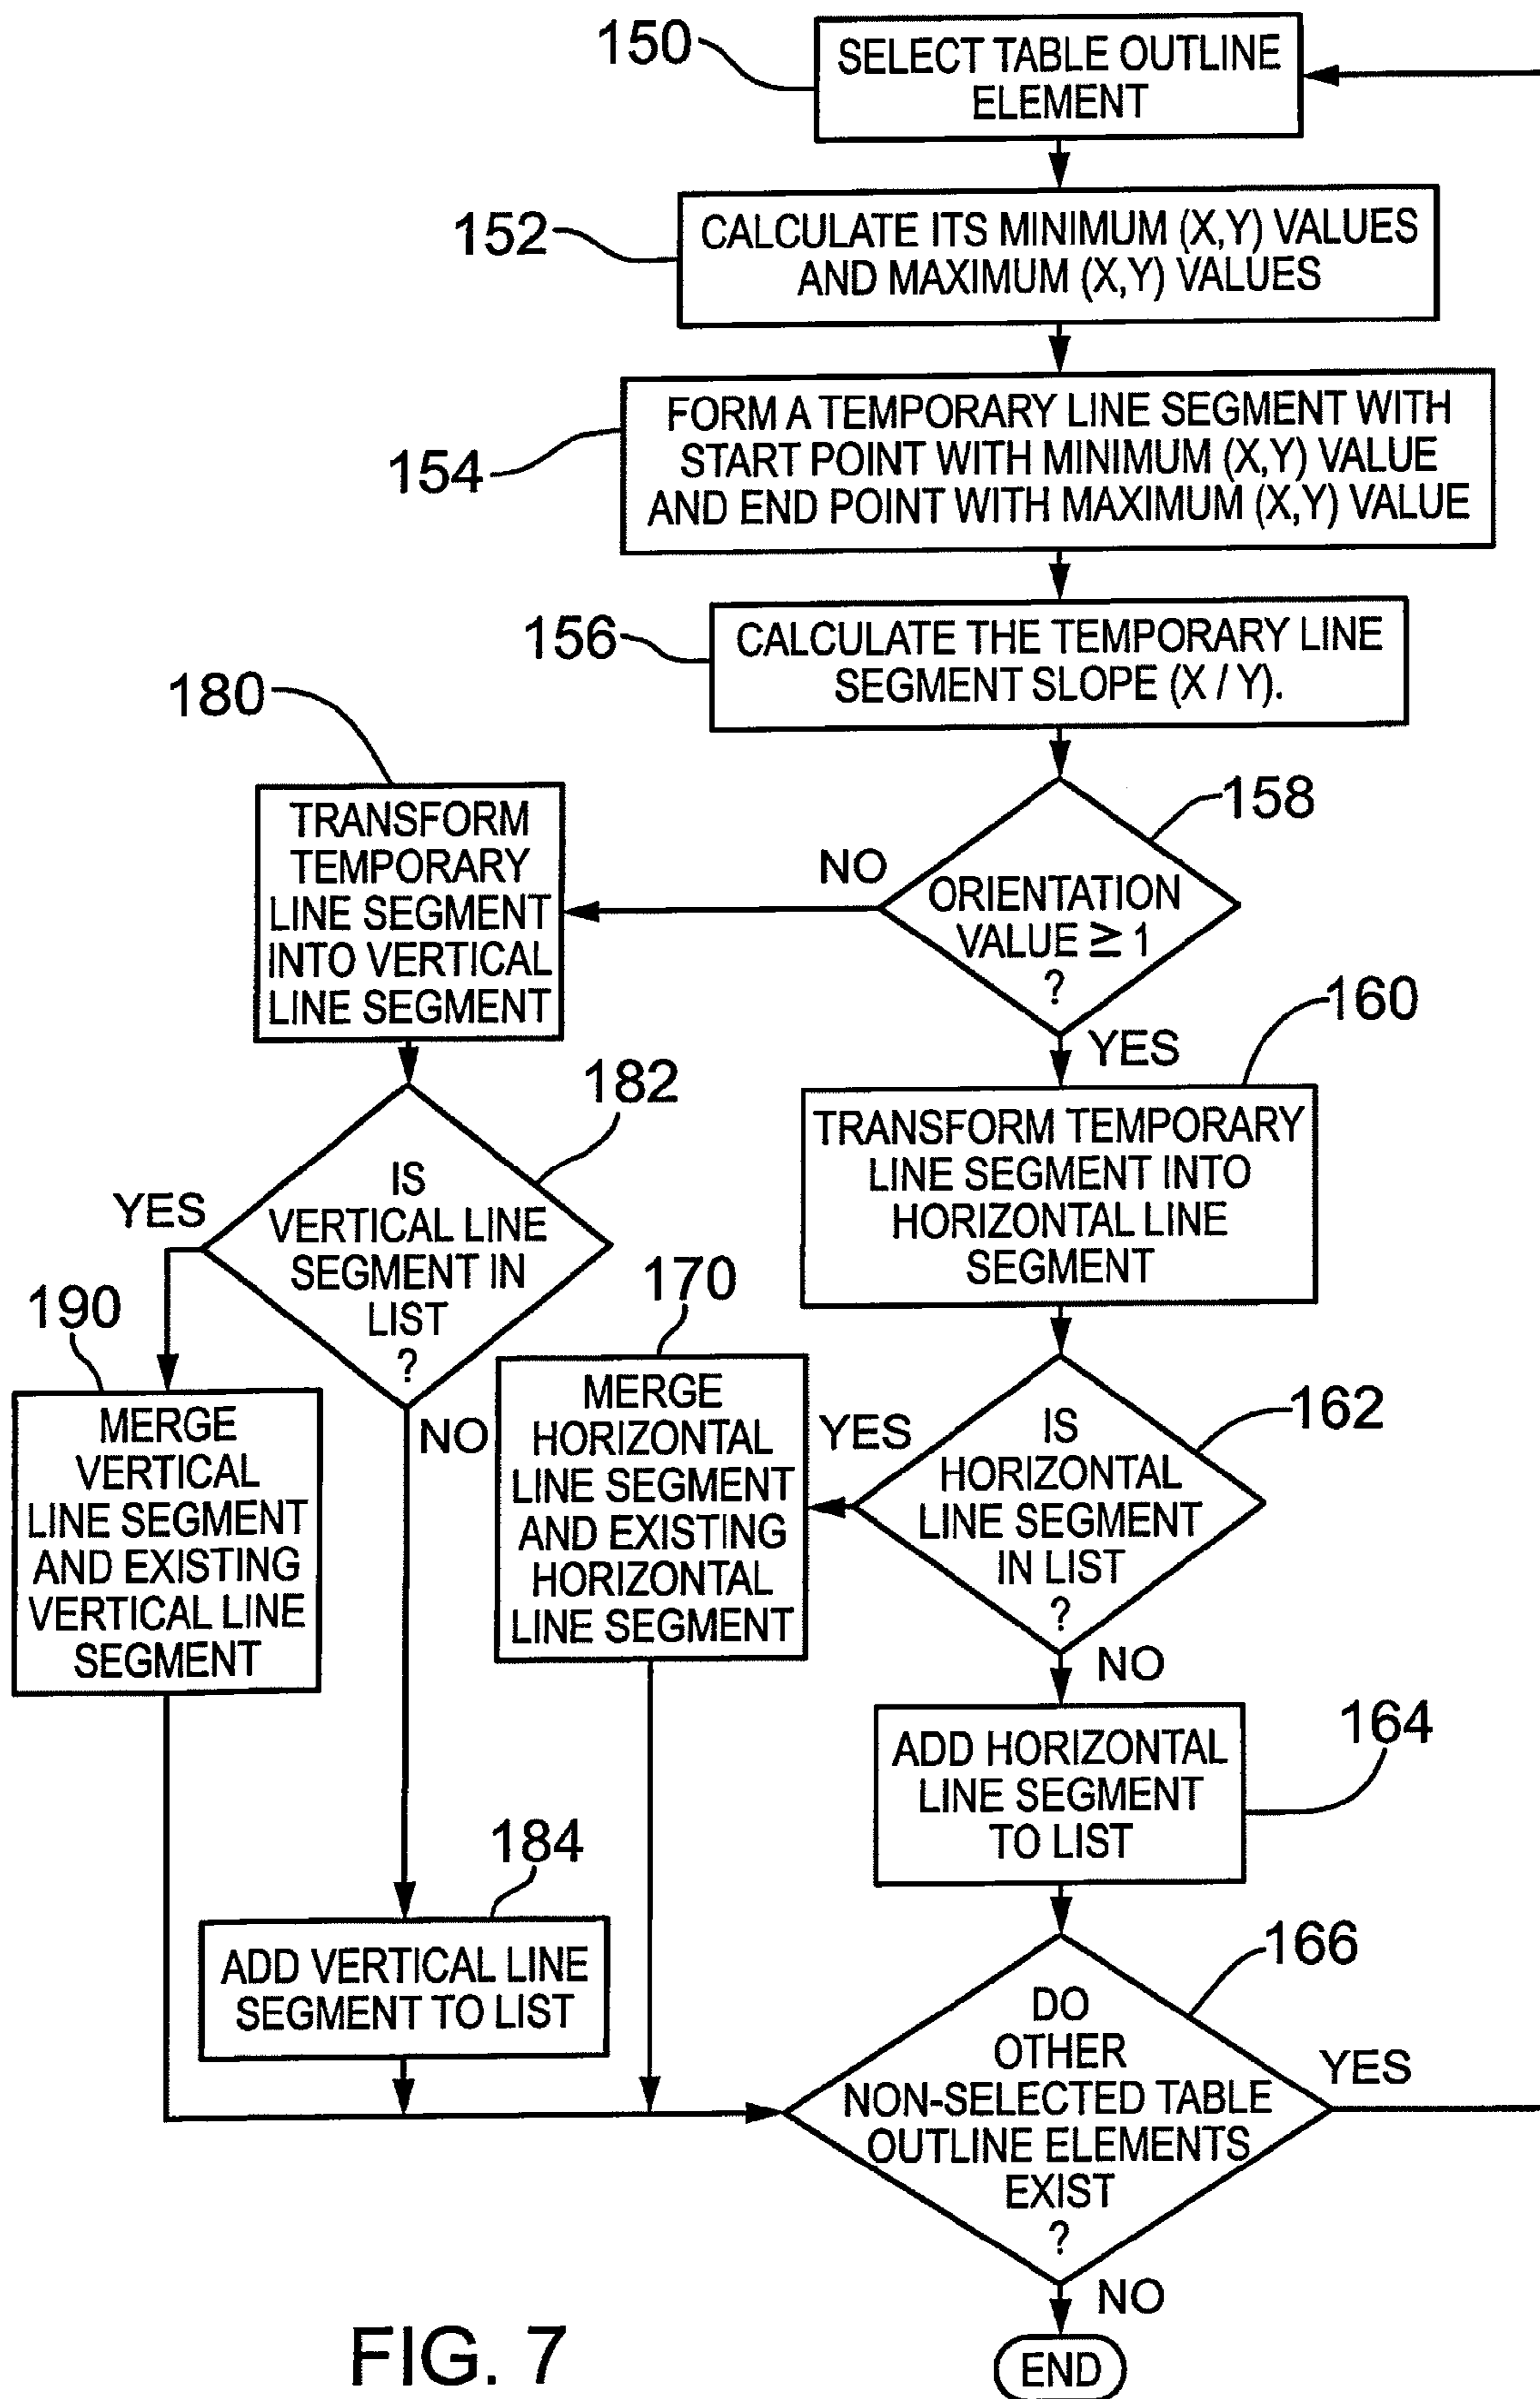 150
SELECT TABLE OUTLINE
ELEMENT
152
CALCULATE ITS MINIMUM (X,Y) VALUES
AND MAXIMUM (X,Y) VALUES
154
FORM A TEMPORARY LINE SEGMENT WITH
START POINT WITH MINIMUM (X,Y) VALUE
AND END POINT WITH MAXIMUM (X,Y) VALUE
156
CALCULATE THE TEMPORARY LINE
SEGMENT SLOPE (X / Y).
158
ORIENTATION
VALUE ≥ 1
?
NO
YES
180
TRANSFORM
TEMPORARY
LINE SEGMENT
INTO VERTICAL
LINE SEGMENT
160
TRANSFORM TEMPORARY
LINE SEGMENT INTO
HORIZONTAL LINE
SEGMENT
182
IS
VERTICAL LINE
SEGMENT IN
LIST
?
YES
NO
190
MERGE
VERTICAL
LINE SEGMENT
AND EXISTING
VERTICAL LINE
SEGMENT
170
MERGE
HORIZONTAL
LINE SEGMENT
AND EXISTING
HORIZONTAL
LINE SEGMENT
YES
162
IS
HORIZONTAL
LINE SEGMENT
IN LIST
?
NO
164
ADD HORIZONTAL
LINE SEGMENT
TO LIST
184
ADD VERTICAL LINE
SEGMENT TO LIST
166
DO
OTHER
NON-SELECTED TABLE
OUTLINE ELEMENTS
EXIST
?
YES
NO
END
FIG. 7